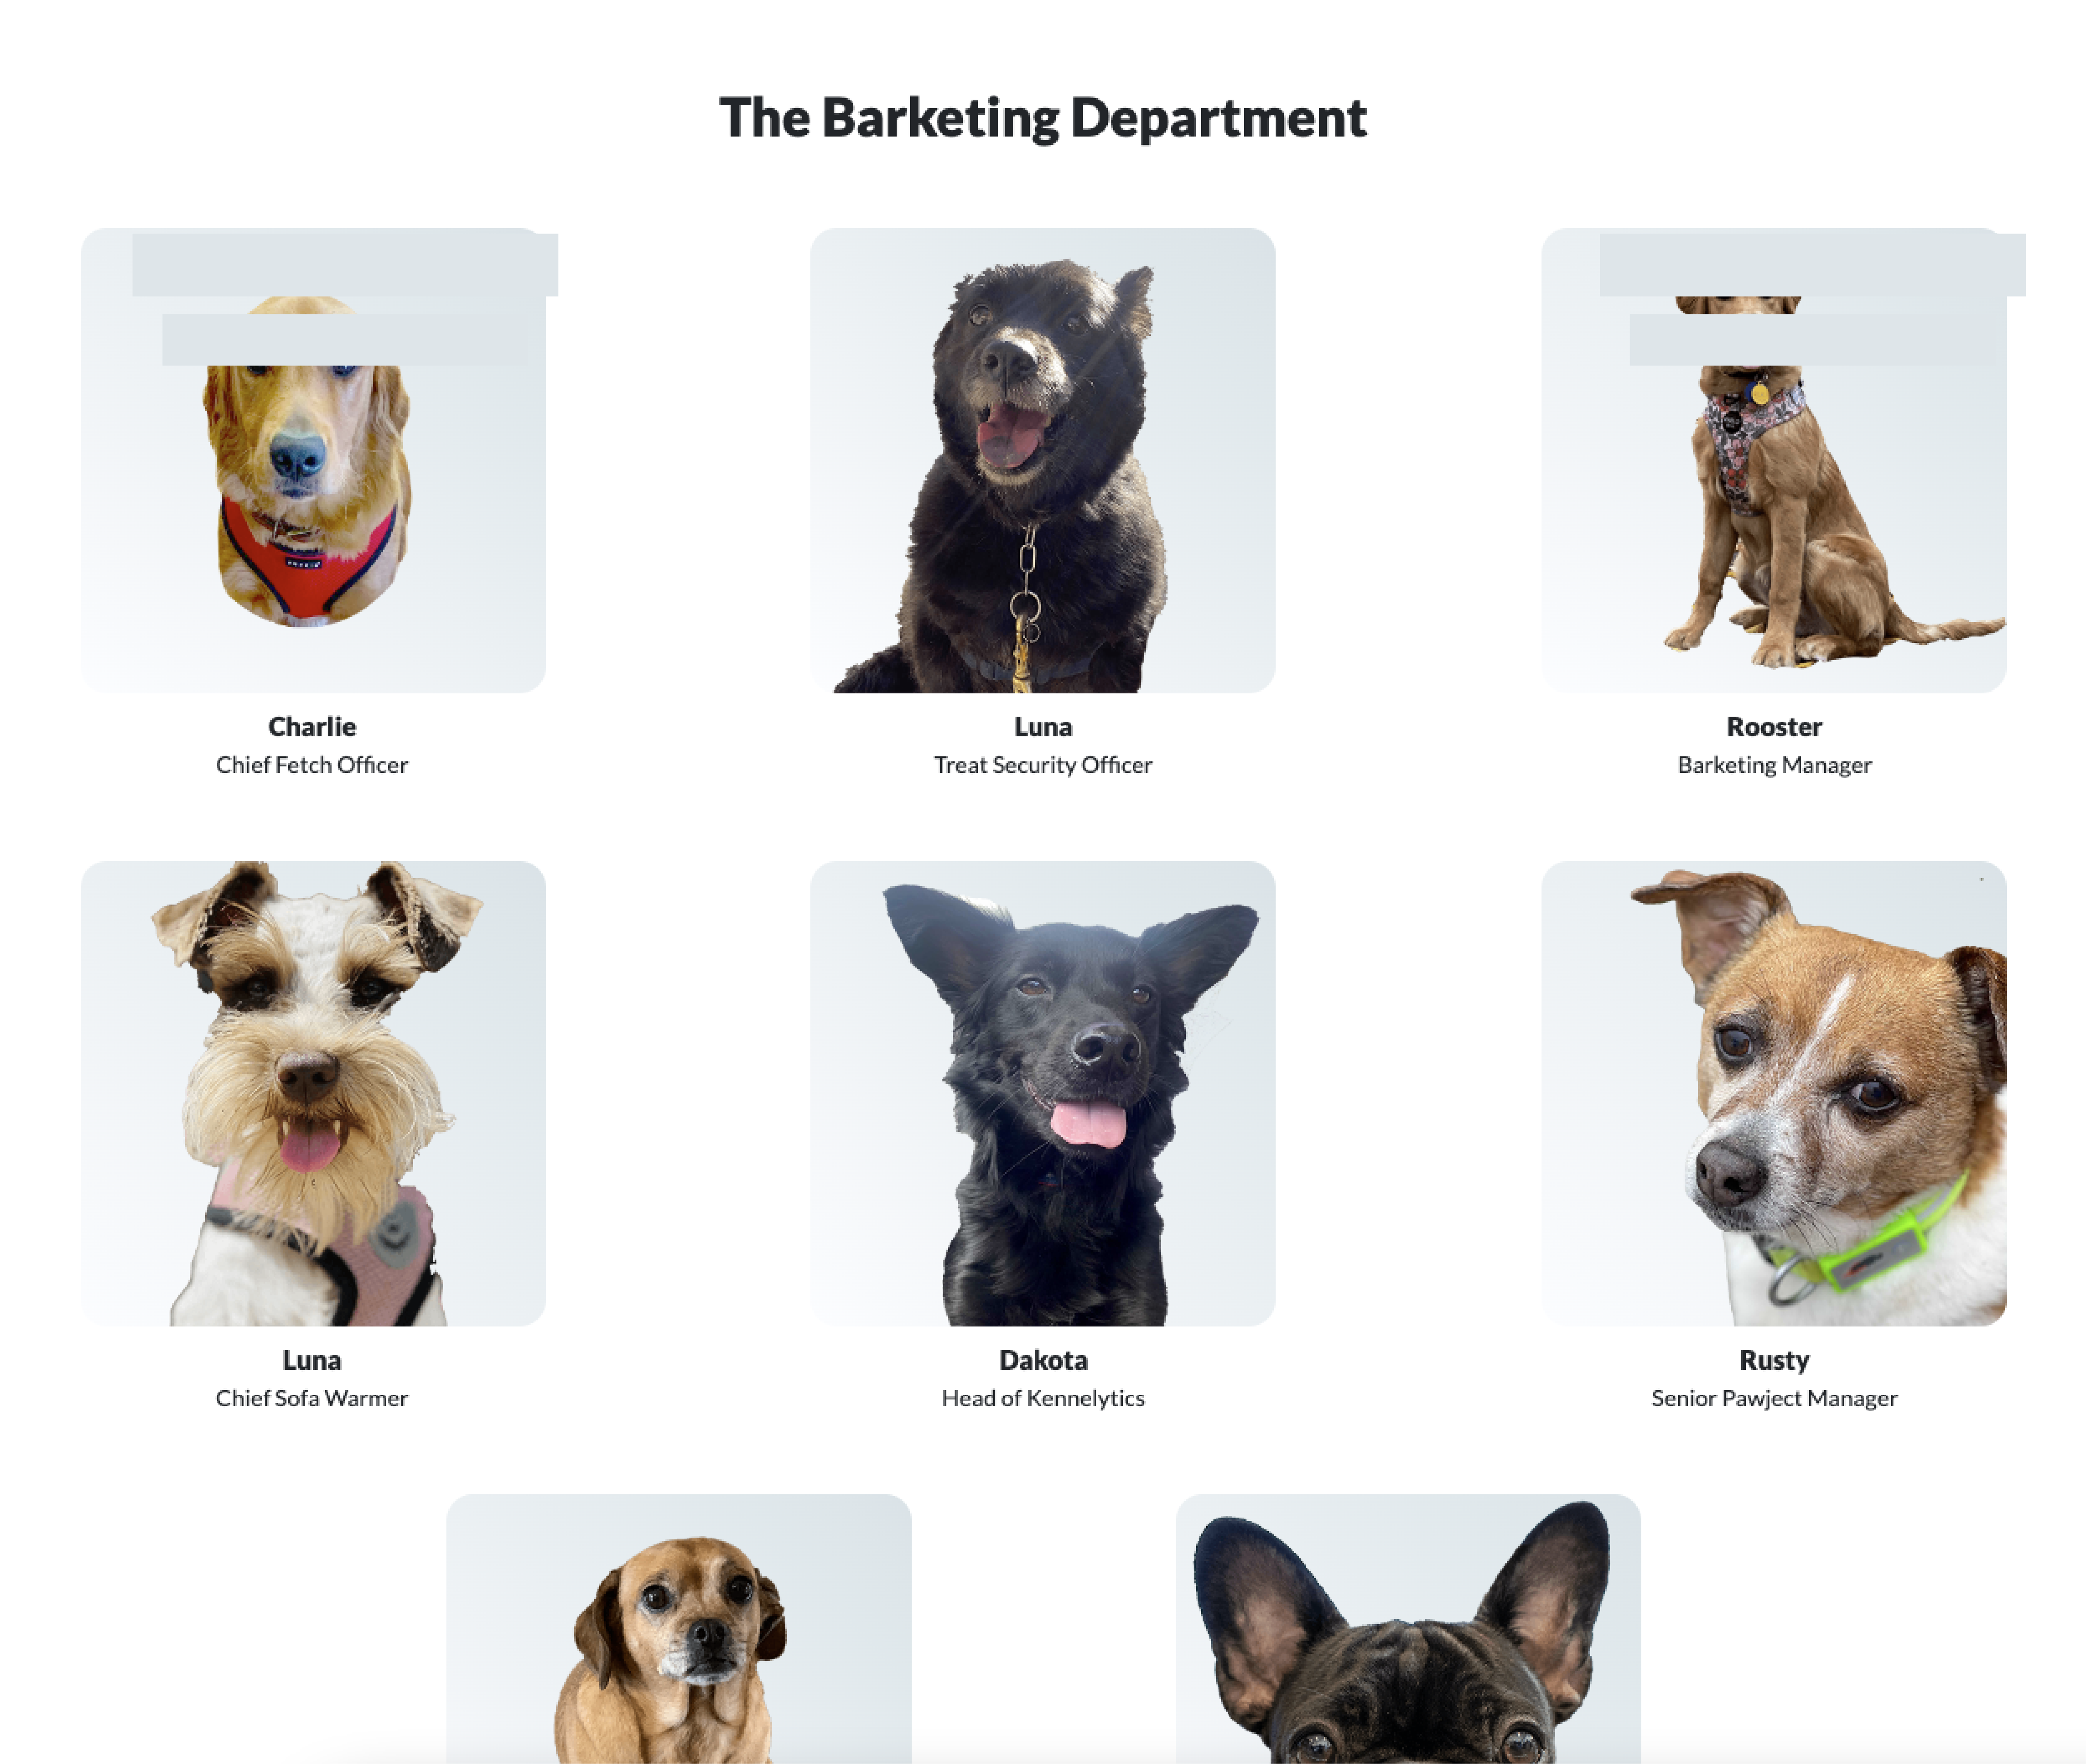 The Barketing Department
Charlie
Chief Fetch Officer
Luna
Treat Security Officer
Rooster
Barketing Manager
Luna
Chief Sofa Warmer
Dakota
Head of Kennelytics
Rusty
Senior Pawject Manager